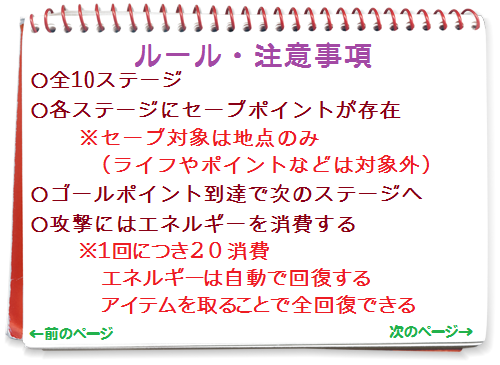 ルール・注意事項
○全10ステージ
○各ステージにセーブポイントが存在
※セーブ対象は地点のみ
（ライフやポイントなどは対象外）
○ゴールポイント到達で次のステージへ
○攻撃にはエネルギーを消費する
※1回につき２０消費
エネルギーは自動で回復する
アイテムを取ることで全回復できる
←前のページ
次のページ→